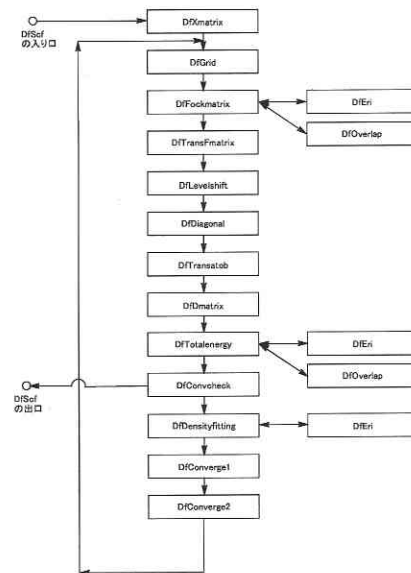 DfXmatrix
DfScf
の入り口
DfGrid
DfFockmatrix
DfEri
DfOverlap
DfTransFmatrix
DfLevelshift
DfDiagonal
DfTransatob
DfDmatrix
DfTotalenergy
DfEri
DfOverlap
DfConvcheck
DfScf
の出口
DfDensityfitting
DfEri
DfConverge1
DfConverge2